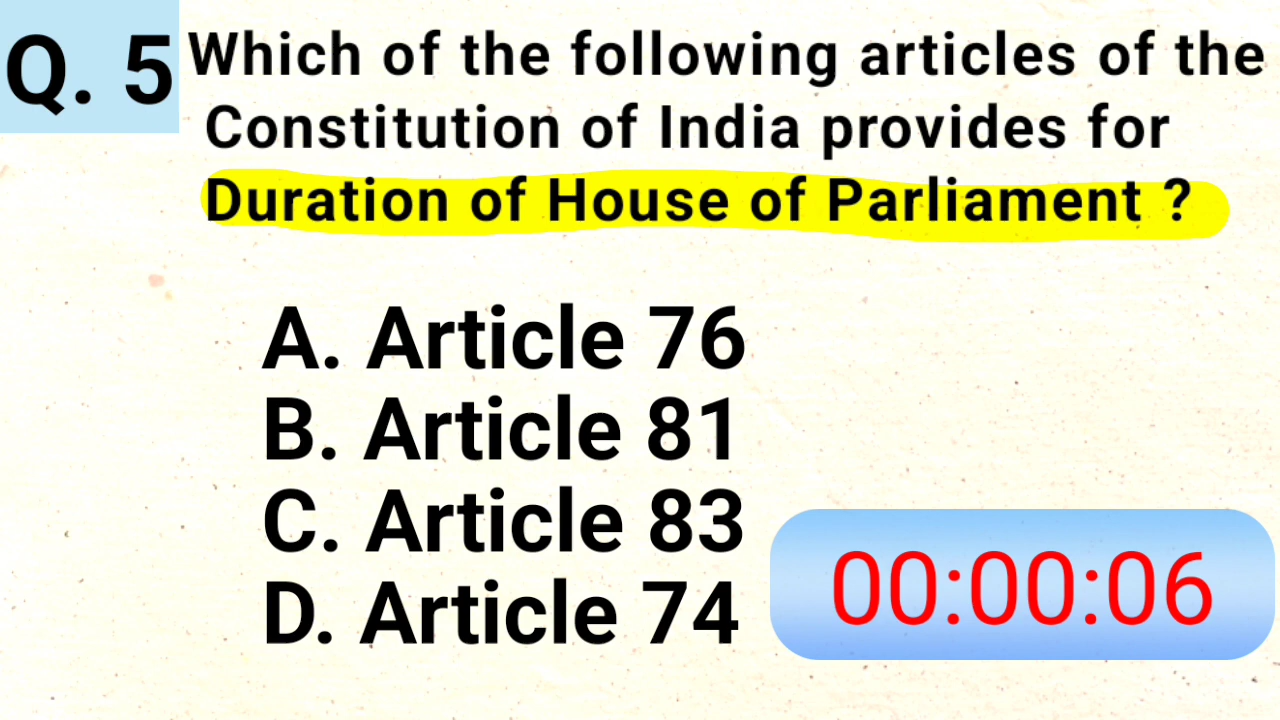 Q. 5 Which of the following articles of the
Constitution of India provides for
Duration of House of Parliament ?
A. Article 76
B. Article 81
C. Article 83
D. Article 74
00:00:06